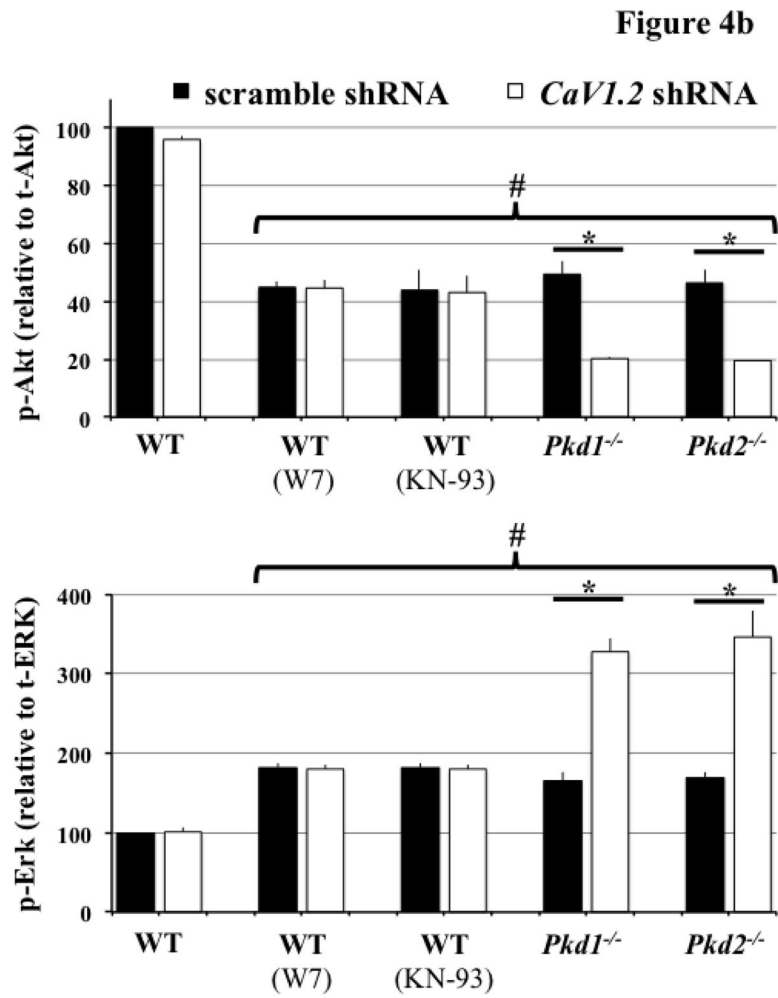 Figure 4b
scramble shRNA CaV1.2 shRNA
p-Akt (relative to t-Akt)
100
80
60
40
20
0
#
* *
WT WT WT Pkd1-/- Pkd2-/-
(W7) (KN-93)
p-Erk (relative to t-ERK)
400
300
200
100
0
#
* *
WT WT WT Pkd1-/- Pkd2-/-
(W7) (KN-93)